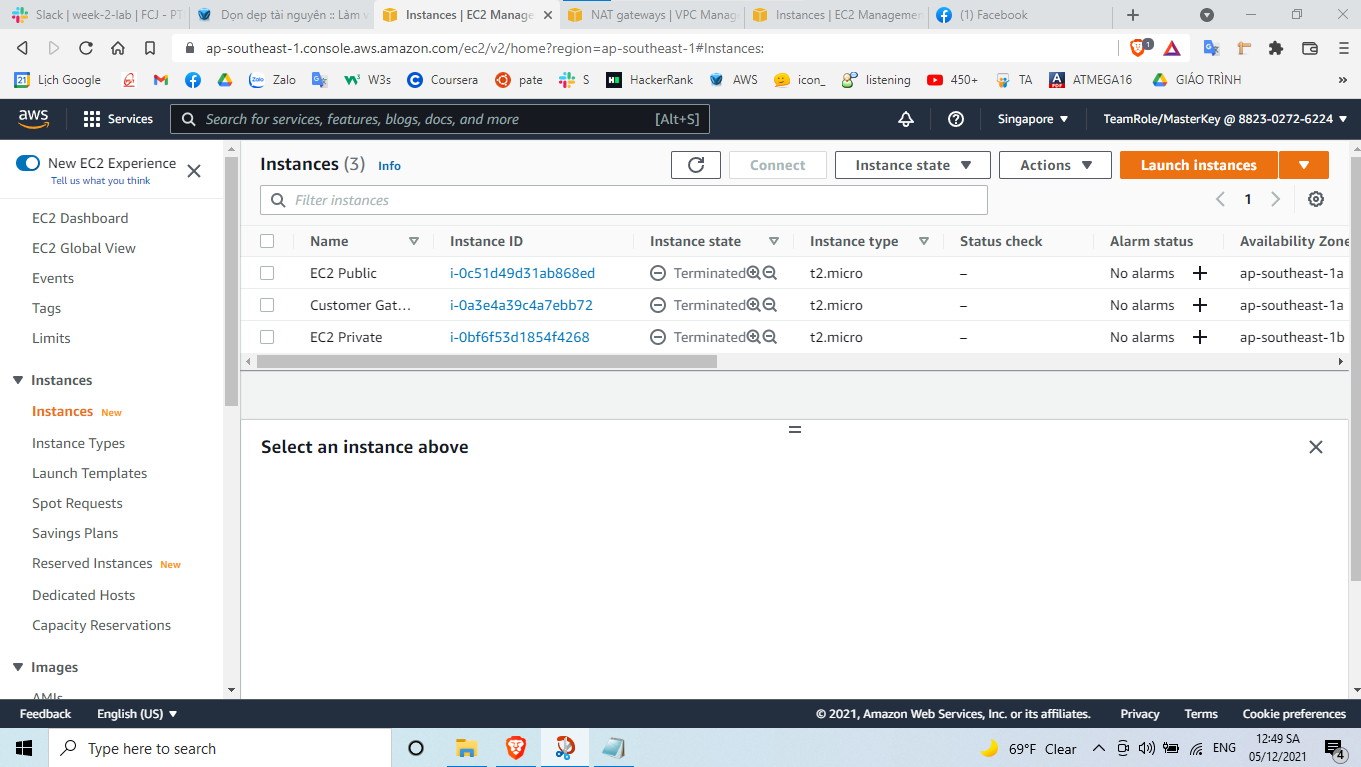 Slack | week-2-lab | FCJ - PT
Dọn dẹp tài nguyên :: Làm v
Instances | EC2 Manage
NAT gateways | VPC Manag
Instances | EC2 Managemen
(1) Facebook
ap-southeast-1.console.aws.amazon.com/ec2/v2/home?region=ap-southeast-1#Instances:
1
Lịch Google
Zalo
W3s
Coursera
pate
S
HackerRank
AWS
icon_
listening
450+
TA
ATMEGA16
GIÁO TRÌNH
»
aws
Services
Search for services, features, blogs, docs, and more
[Alt+S]
Singapore
TeamRole/MasterKey @ 8823-0272-6224
New EC2 Experience
Tell us what you think
EC2 Dashboard
EC2 Global View
Events
Tags
Limits
Instances
Instances New
Instance Types
Launch Templates
Spot Requests
Savings Plans
Reserved Instances New
Dedicated Hosts
Capacity Reservations
Images
AMIs
Instances (3) Info
Connect
Instance state
Actions
Launch instances
Filter instances
1
Name Instance ID Instance state Instance type Status check Alarm status Availability Zone
EC2 Public i-0c51d49d31ab868ed Terminated t2.micro – No alarms + ap-southeast-1a
Customer Gat... i-0a3e4a39c4a7ebb72 Terminated t2.micro – No alarms + ap-southeast-1a
EC2 Private i-0bf6f53d1854f4268 Terminated t2.micro – No alarms + ap-southeast-1b
Select an instance above
Feedback English (US)
© 2021, Amazon Web Services, Inc. or its affiliates. Privacy Terms Cookie preferences
Type here to search
69°F Clear
ENG
12:49 SA
05/12/2021
4